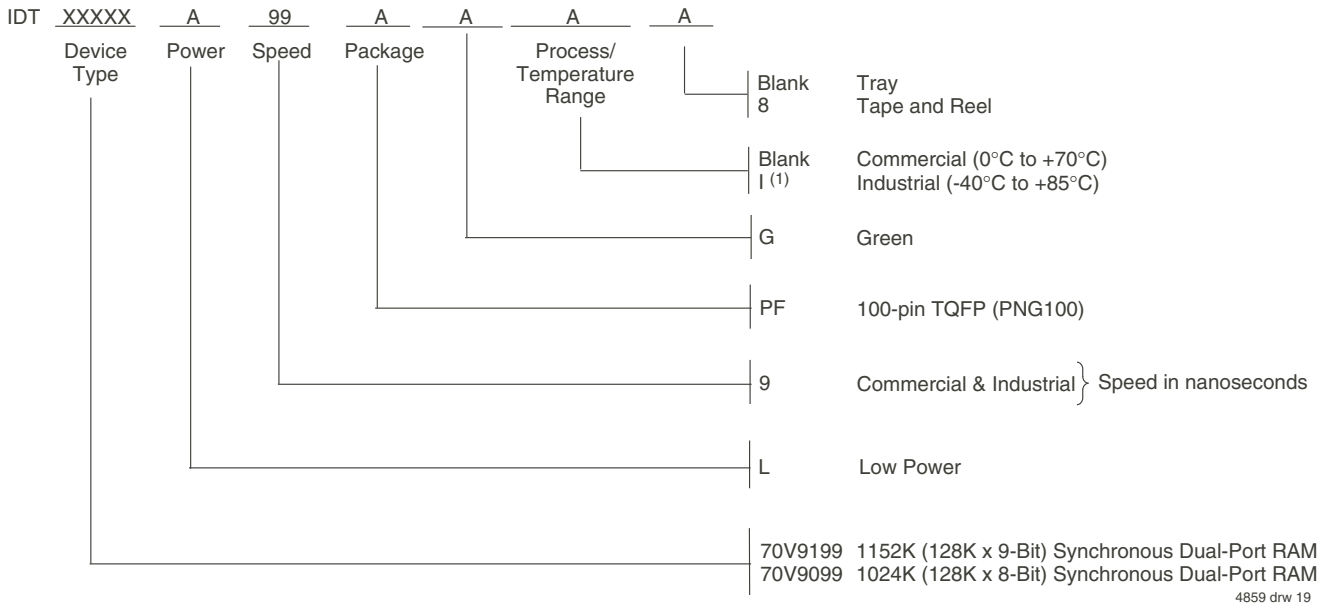 IDT XXXXX A 99 A A A A
Device Type Power Speed Package Process/ Temperature Range
Blank Tray
8 Tape and Reel
Blank Commercial (0°C to +70°C)
I (1) Industrial (-40°C to +85°C)
G Green
PF 100-pin TQFP (PNG100)
9 Commercial & Industrial Speed in nanoseconds
L Low Power
70V9199 1152K (128K x 9-Bit) Synchronous Dual-Port RAM
70V9099 1024K (128K x 8-Bit) Synchronous Dual-Port RAM
4859 drw 19